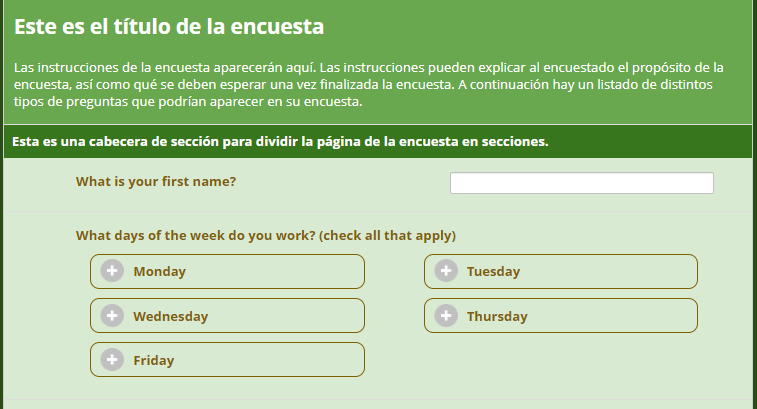 Este es el título de la encuesta
Las instrucciones de la encuesta aparecerán aquí. Las instrucciones pueden explicar al encuestado el propósito de la
encuesta, así como qué se deben esperar una vez finalizada la encuesta. A continuación hay un listado de distintos
tipos de preguntas que podrían aparecer en su encuesta.
Esta es una cabecera de sección para dividir la página de la encuesta en secciones.
What is your first name?
What days of the week do you work? (check all that apply)
Monday
Tuesday
Wednesday
Thursday
Friday